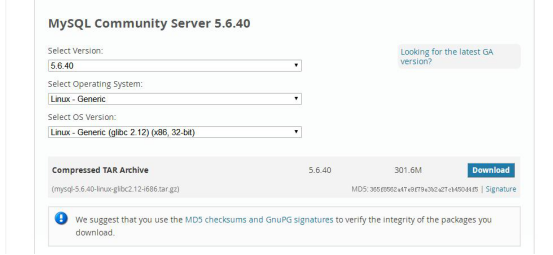 MySQL Community Server 5.6.40
Select Version:
Looking for the latest GA
version?
5.6.40
Select Operating System:
Linux - Generic
Select OS Version:
Linux - Generic (glibc 2.12) (x86, 32-bit)
Compressed TAR Archive 5.6.40 301.6M Download
(mysql-5.6.40-linux-glibc2.12-i686.tar.gz) MD5: | Signature
We suggest that you use the MD5 checksums and GnuPG signatures to verify the integrity of the packages you
download.